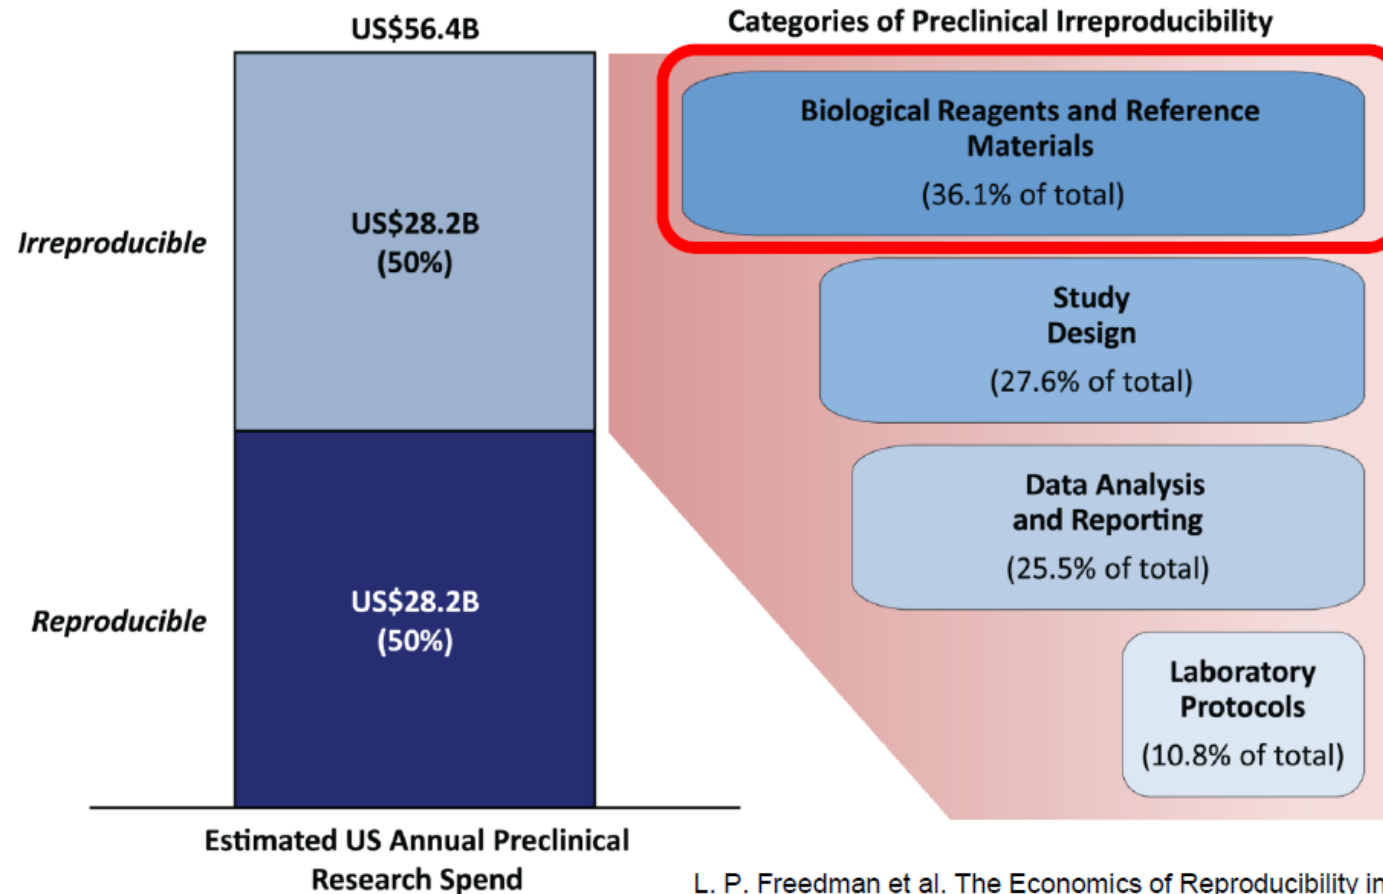 US$56.4B
Irreproducible
US$28.2B
(50%)
Reproducible
US$28.2B
(50%)
Estimated US Annual Preclinical
Research Spend
Categories of Preclinical Irreproducibility
Biological Reagents and Reference
Materials
(36.1% of total)
Study
Design
(27.6% of total)
Data Analysis
and Reporting
(25.5% of total)
Laboratory
Protocols
(10.8% of total)
L. P. Freedman et al. The Economics of Reproducibility in